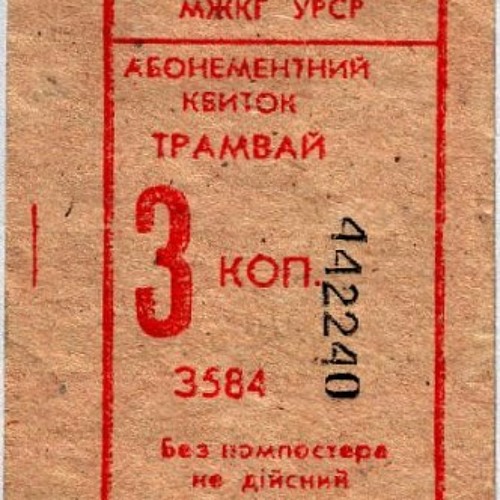 МЖКГ УРСР
АБОНЕМЕНТНИЙ
КВИТОК
ТРАМВАЙ
3 КОП.
442240
3584
Без компостера
не дійсний